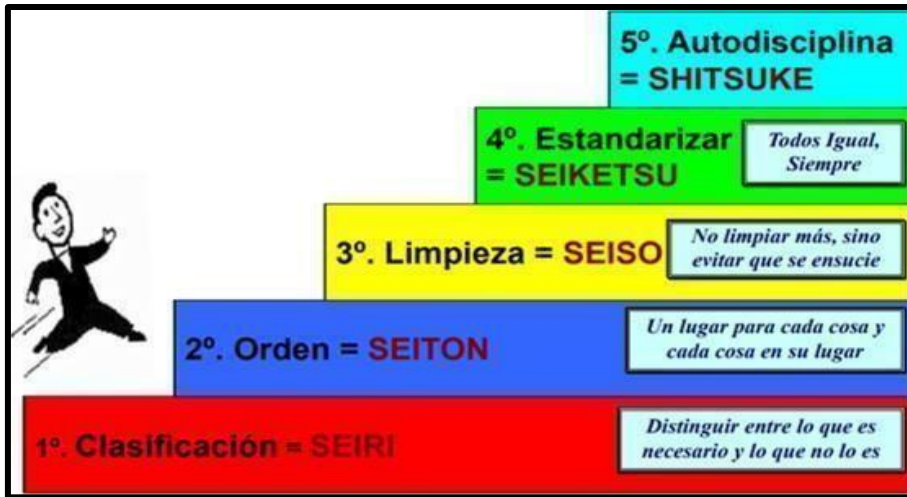 5º. Autodisciplina
= SHITSUKE
4º. Estandarizar
= SEIKETSU
Todos Igual,
Siempre
3º. Limpieza = SEISO
No limpiar más, sino
evitar que se ensucie
2º. Orden = SEITON
Un lugar para cada cosa y
cada cosa en su lugar
1º. Clasificación = SEIRI
Distinguir entre lo que es
necesario y lo que no lo es